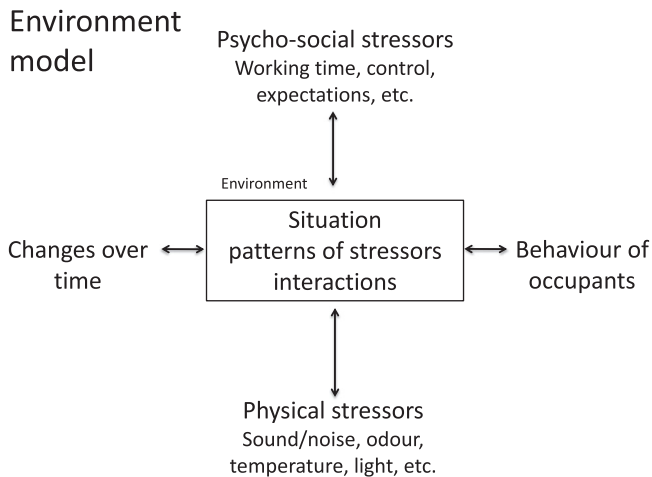 Environment
model
Psycho-social stressors
Working time, control,
expectations, etc.
Environment
Situation
patterns of stressors
interactions
Changes over
time
Behaviour of
occupants
Physical stressors
Sound/noise, odour,
temperature, light, etc.